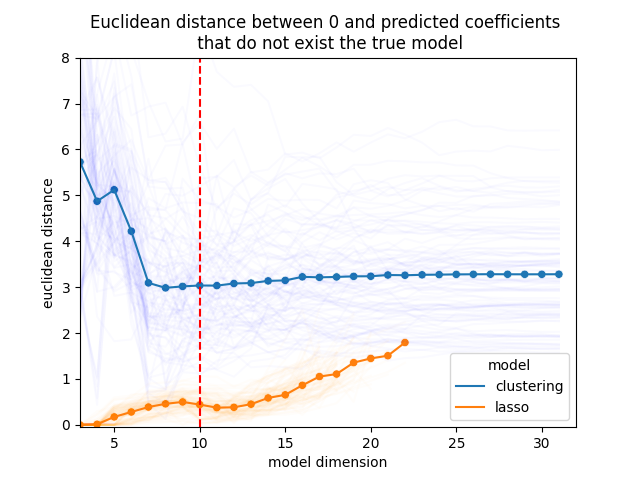 Euclidean distance between 0 and predicted coefficients
that do not exist the true model
8
7
6
5
4
3
2
1
0
euclidean distance
5
10
15
20
25
30
model dimension
model
clustering
lasso